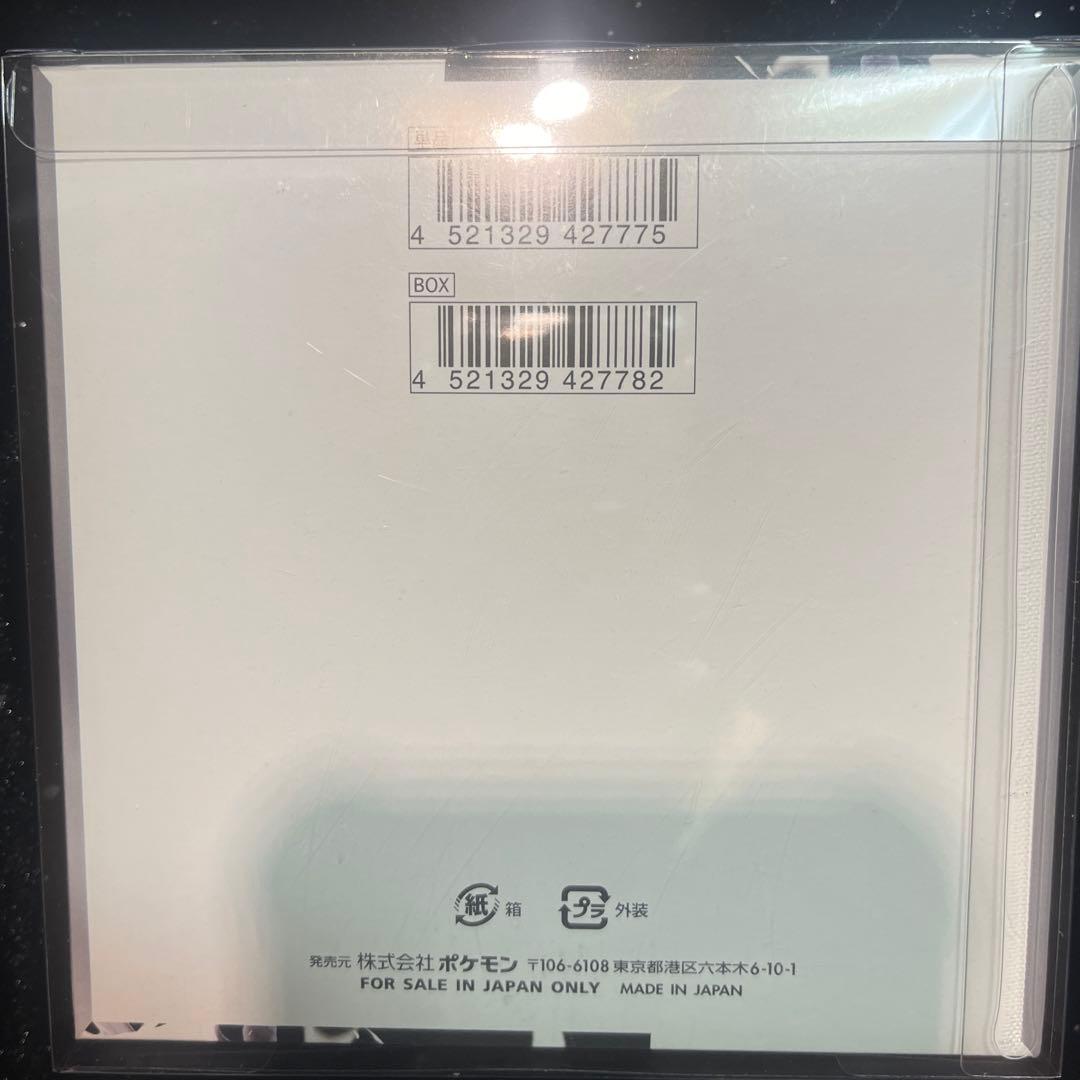 単品
4 521329 427775
BOX
4 521329 427782
紙 箱 プラ 外装
発売元 株式会社 ポケモン 〒106-6108 東京都港区六本木6-10-1
FOR SALE IN JAPAN ONLY MADE IN JAPAN